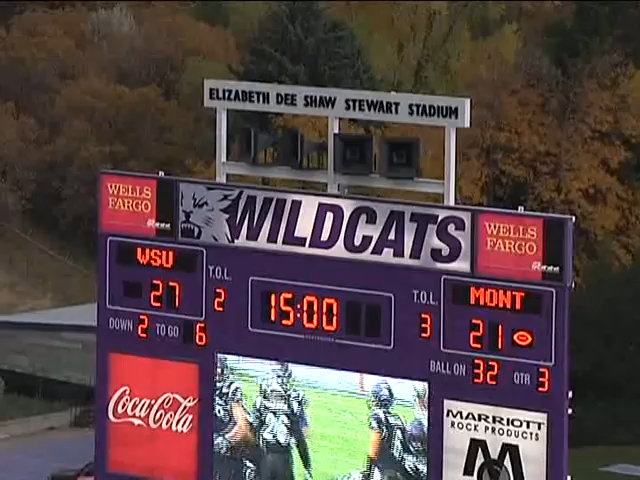 ELIZABETH DEE SHAW STEWART STADIUM
WELLS
FARGO
WILDCATS
WELLS
FARGO
WSU
27
T.O.L.
2
15:00
T.O.L.
3
MONT
21
DOWN 2 TO GO 6
BALL ON 32 QTR 3
Coca-Cola
MARRIOTT
ROCK PRODUCTS
M